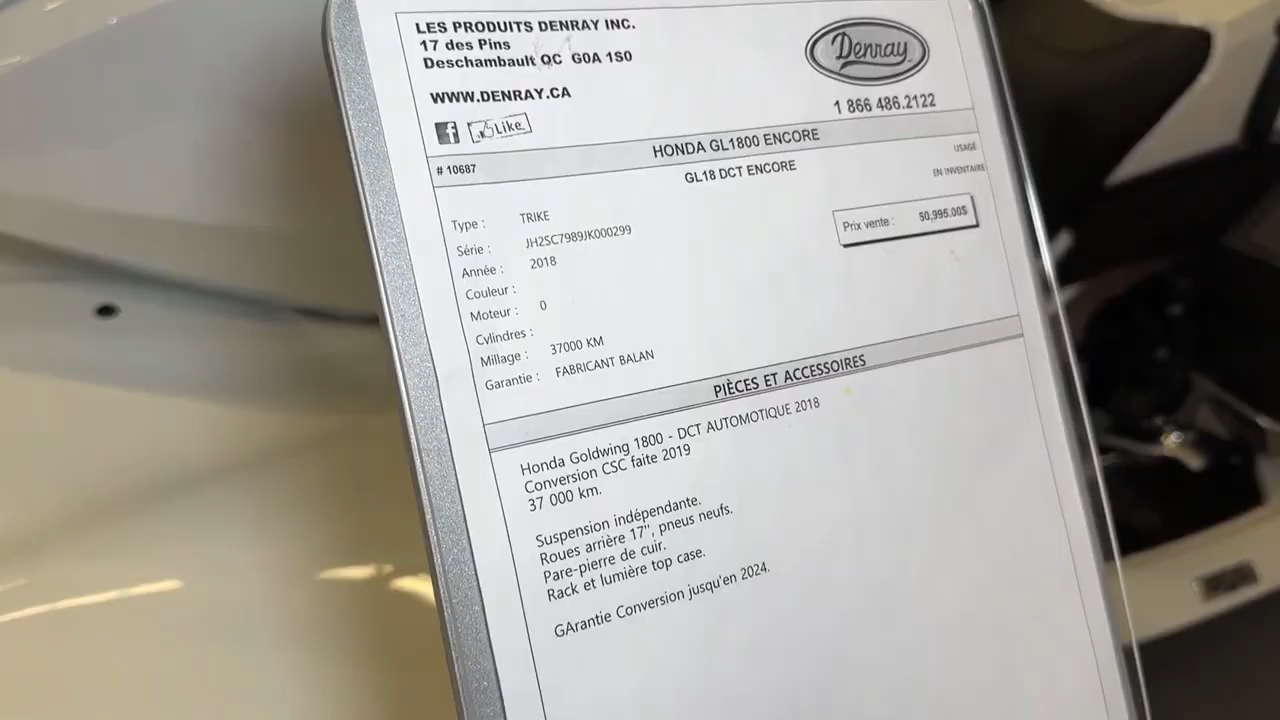 LES PRODUITS DENRAY INC.
17 des Pins
Deschambault QC G0A 1S0
WWW.DENRAY.CA
Like
Denray
1 866 486.2122
HONDA GL1800 ENCORE
# 10687
GL18 DCT ENCORE
USAGÉ
EN INVENTAIRE
Type : TRIKE
Série : JH2SC7989JK000299
Année : 2018
Couleur :
Moteur : 0
Cylindres :
Millage : 37000 KM
Garantie : FABRICANT BALAN
Prix vente : 50,995.00$
PIÈCES ET ACCESSOIRES
Honda Goldwing 1800 - DCT AUTOMOTIQUE 2018
Conversion CSC faite 2019
37 000 km.
Suspension indépendante.
Roues arrière 17", pneus neufs.
Pare-pierre de cuir.
Rack et lumière top case.
GArantie Conversion jusqu'en 2024.